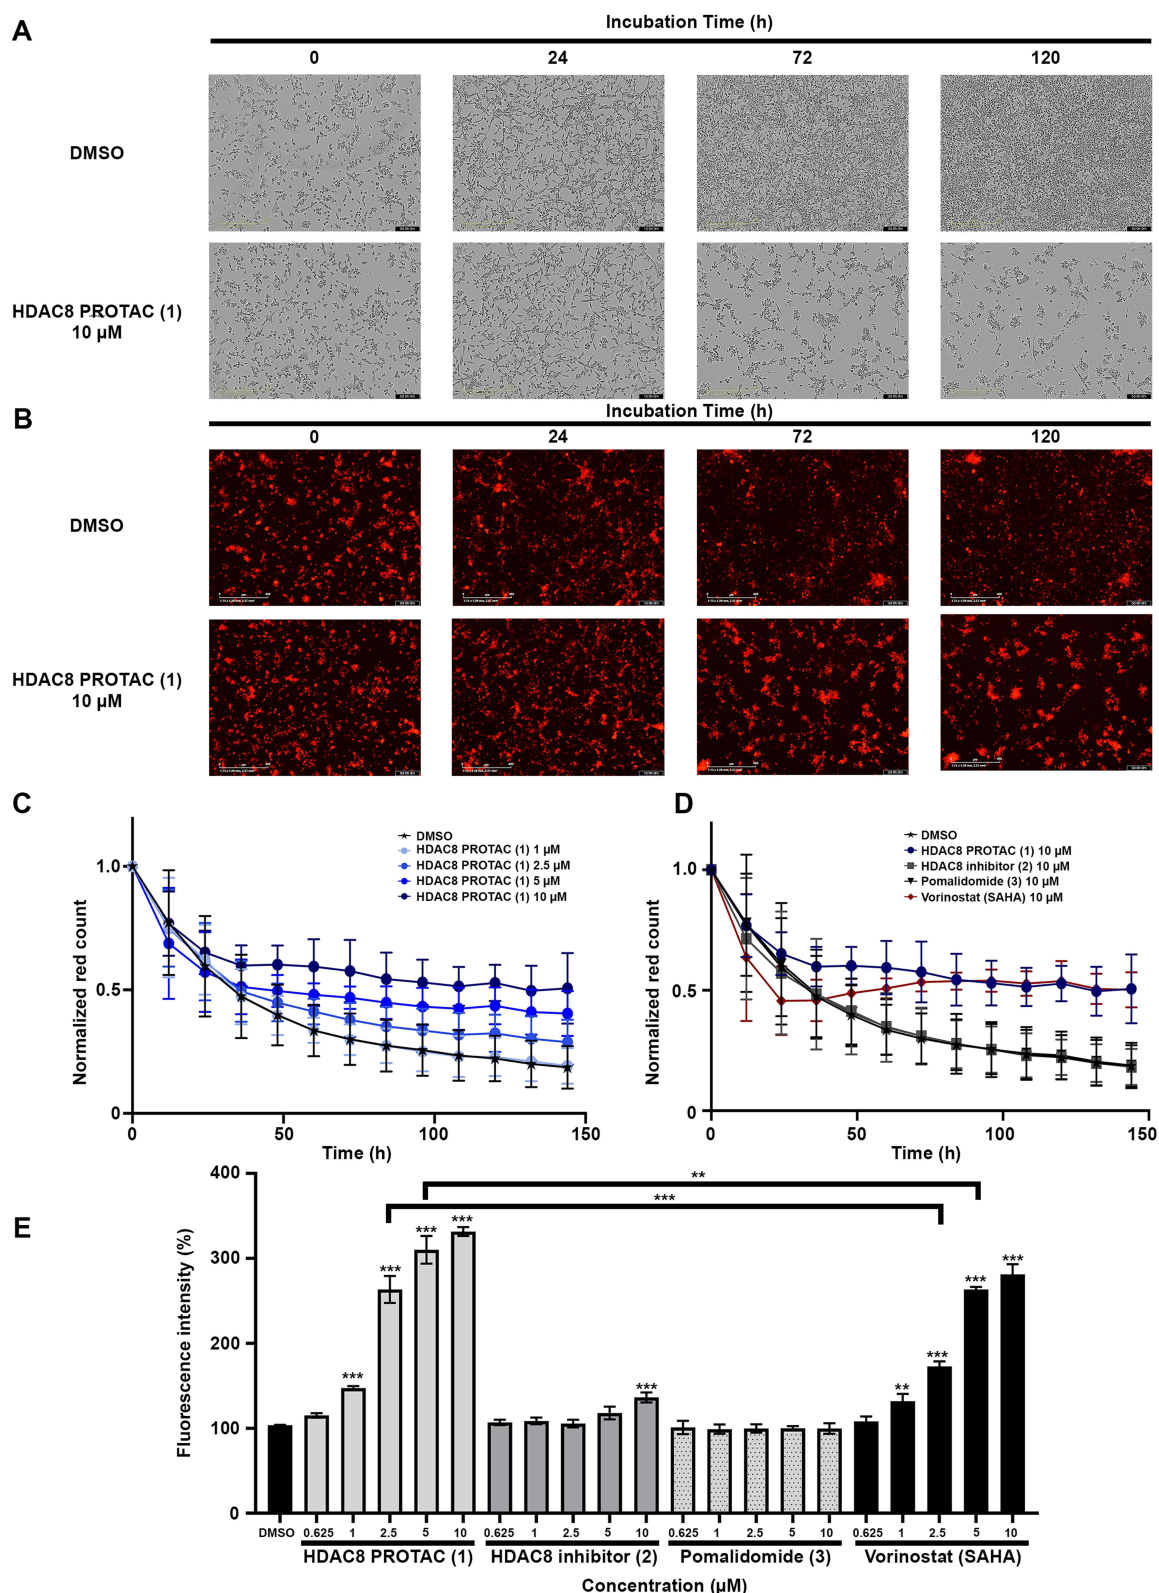 A
Incubation Time (h)
0 24 72 120
DMSO
HDAC8 PROTAC (1)
10 µM
B
Incubation Time (h)
0 24 72 120
DMSO
HDAC8 PROTAC (1)
10 µM
C
Normalized red count
1.0
0.5
0
0 50 100 150
Time (h)
DMSO
HDAC8 PROTAC (1) 1 µM
HDAC8 PROTAC (1) 2.5 µM
HDAC8 PROTAC (1) 5 µM
HDAC8 PROTAC (1) 10 µM
D
Normalized red count
1.0
0.5
0
0 50 100 150
Time (h)
DMSO
HDAC8 PROTAC (1) 10 µM
HDAC8 inhibitor (2) 10 µM
Pomalidomide (3) 10 µM
Vorinostat (SAHA) 10 µM
E
Fluorescence intensity (%)
400
300
200
100
0
**
***
*** *** *** *** *** ** *** *** ***
DMSO 0.625 1 2.5 5 10 0.625 1 2.5 5 10 0.625 1 2.5 5 10 0.625 1 2.5 5 10
HDAC8 PROTAC (1) HDAC8 inhibitor (2) Pomalidomide (3) Vorinostat (SAHA)
Concentration (µM)